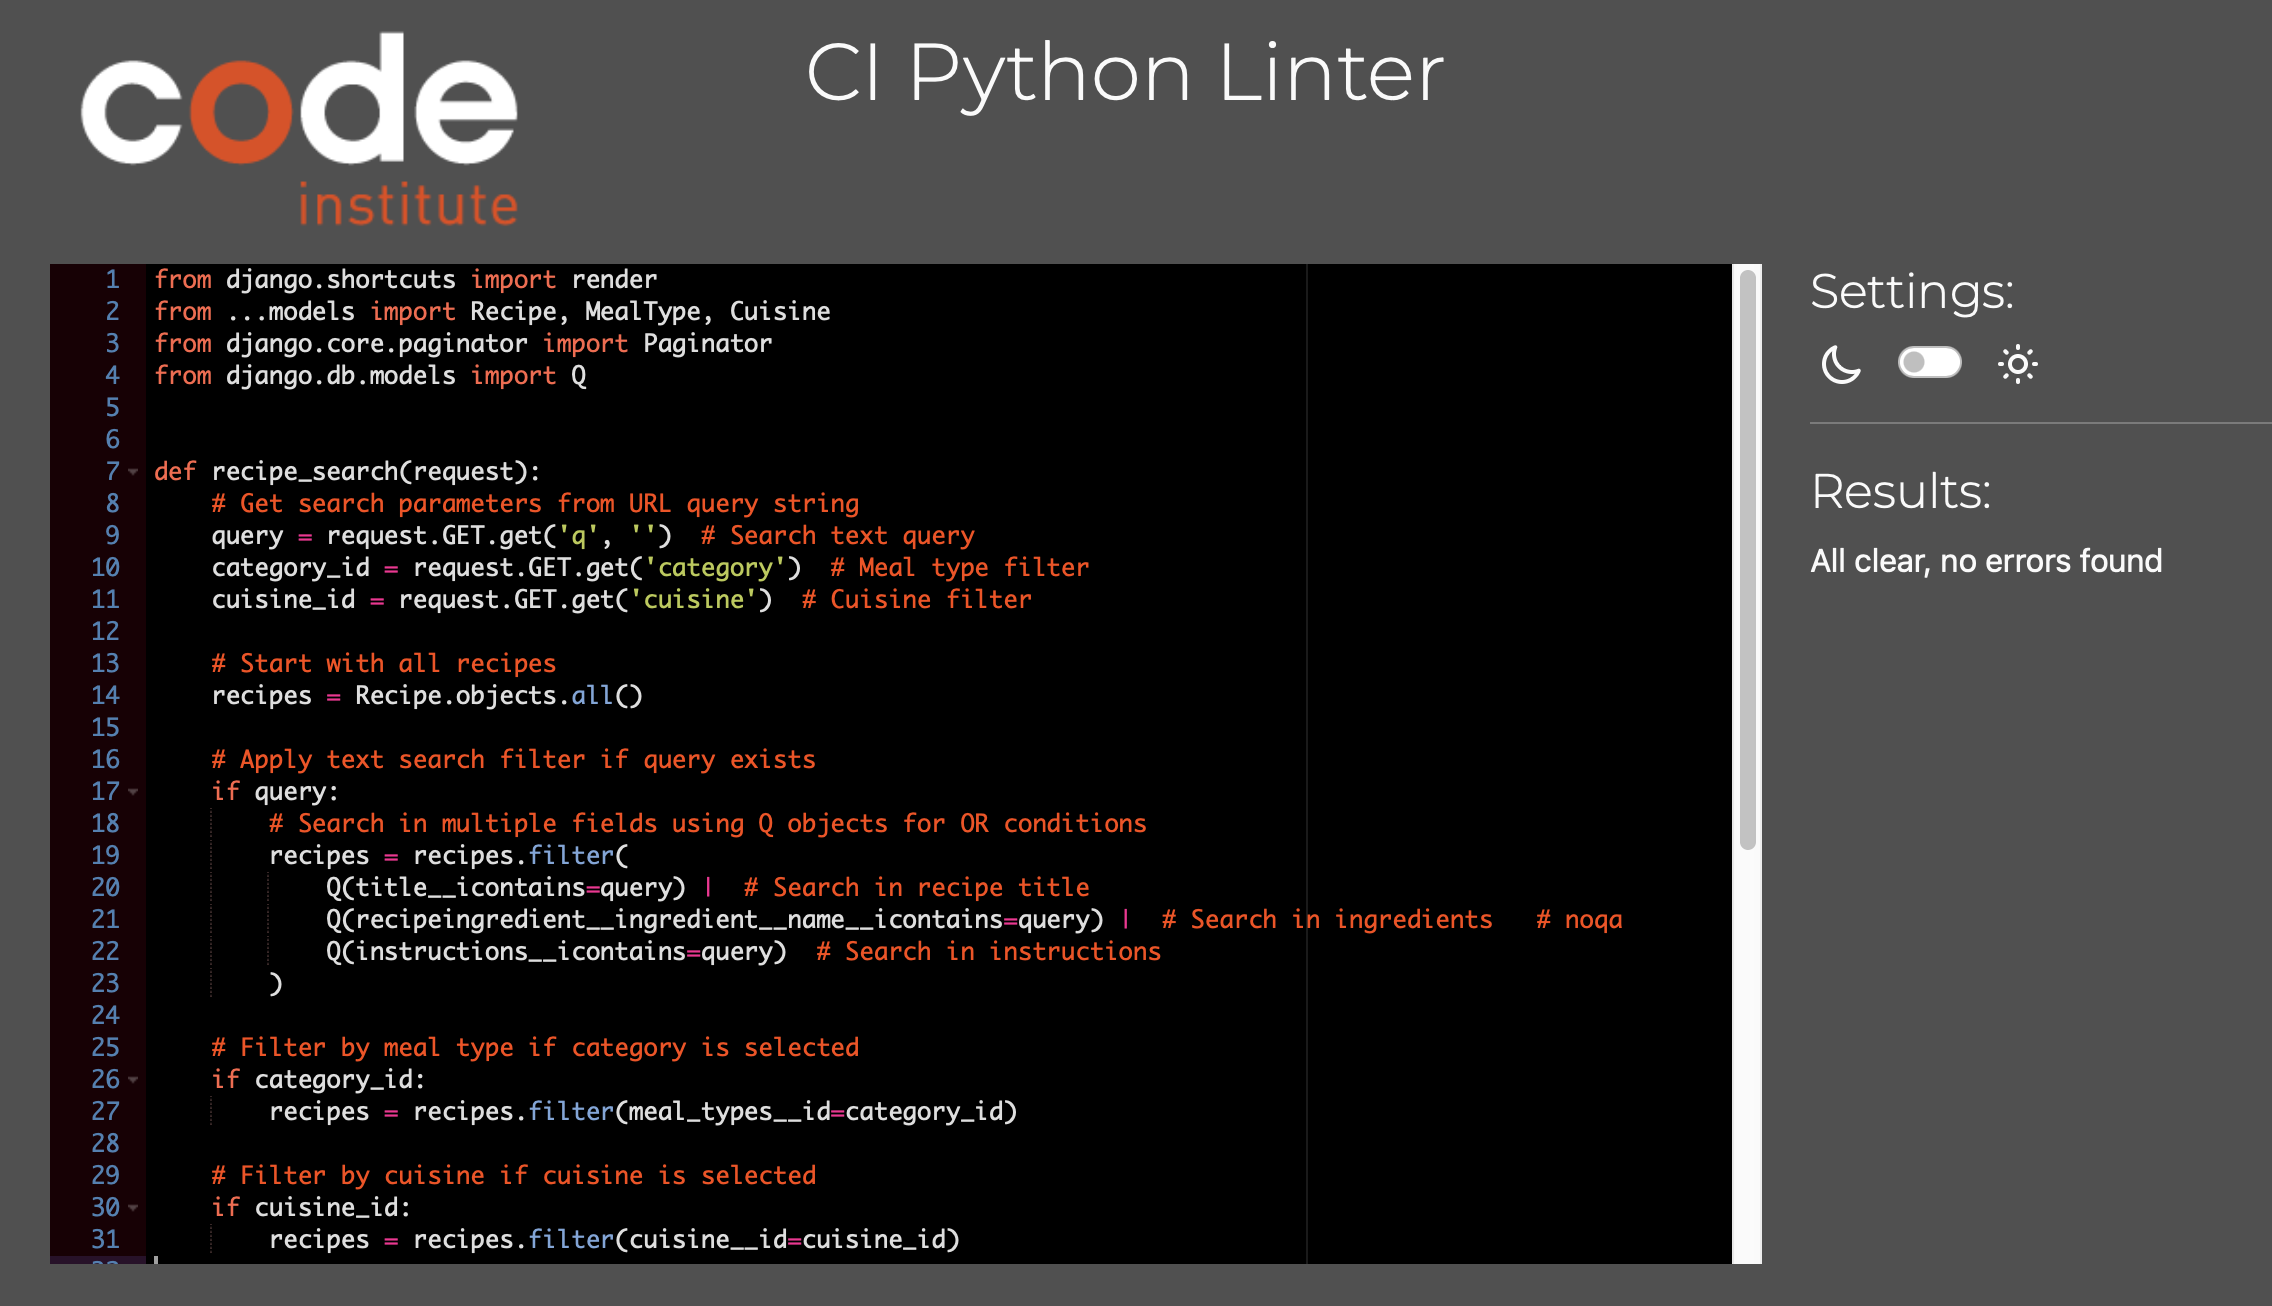 code
institute
CI Python Linter
1 from django.shortcuts import render
2 from ...models import Recipe, MealType, Cuisine
3 from django.core.paginator import Paginator
4 from django.db.models import Q
5
6
7 def recipe_search(request):
8     # Get search parameters from URL query string
9     query = request.GET.get('q', '')  # Search text query
10     category_id = request.GET.get('category')  # Meal type filter
11     cuisine_id = request.GET.get('cuisine')  # Cuisine filter
12
13     # Start with all recipes
14     recipes = Recipe.objects.all()
15
16     # Apply text search filter if query exists
17     if query:
18         # Search in multiple fields using Q objects for OR conditions
19         recipes = recipes.filter(
20             Q(title__icontains=query) |  # Search in recipe title
21             Q(recipeingredient__ingredient__name__icontains=query) |  # Search in ingredients   # noqa
22             Q(instructions__icontains=query)  # Search in instructions
23         )
24
25     # Filter by meal type if category is selected
26     if category_id:
27         recipes = recipes.filter(meal_types__id=category_id)
28
29     # Filter by cuisine if cuisine is selected
30     if cuisine_id:
31         recipes = recipes.filter(cuisine__id=cuisine_id)
Settings:
Results:
All clear, no errors found